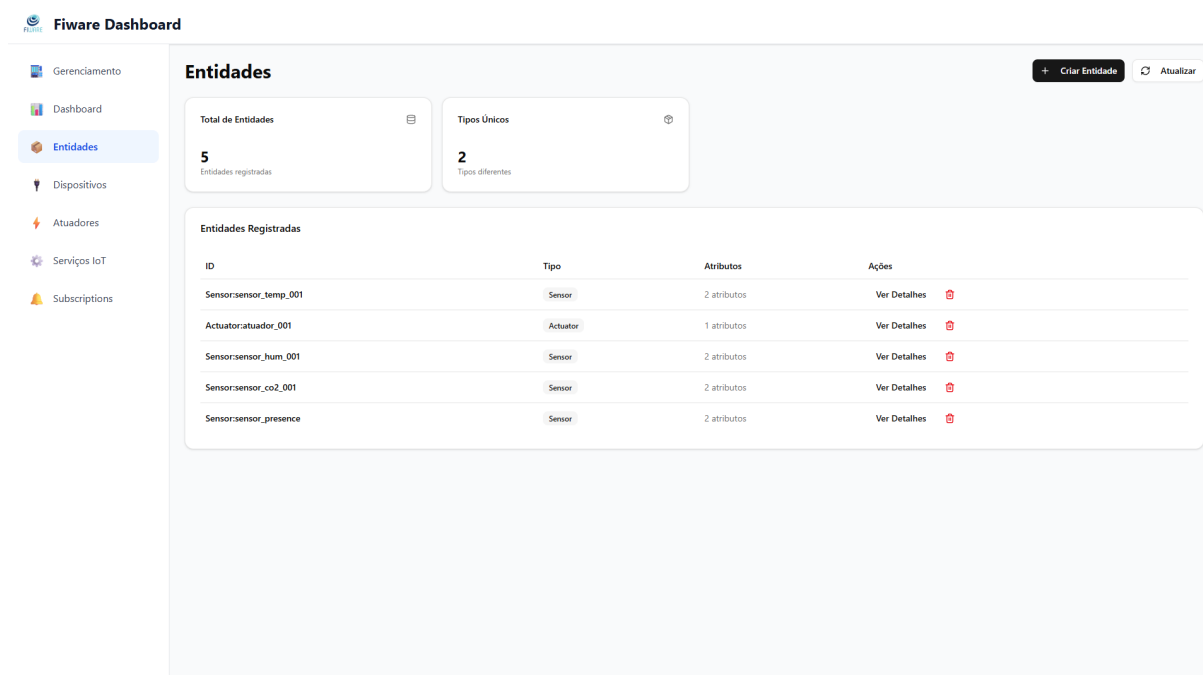 FIWARE
Fiware Dashboard
Gerenciamento
Dashboard
Entidades
Dispositivos
Atuadores
Serviços IoT
Subscriptions
Entidades
Criar Entidade
Atualizar
Total de Entidades
5
Entidades registradas
Tipos Únicos
2
Tipos diferentes
Entidades Registradas
ID Tipo Atributos Ações
Sensor:sensor_temp_001 Sensor 2 atributos Ver Detalhes
Actuator:atuador_001 Actuator 1 atributos Ver Detalhes
Sensor:sensor_hum_001 Sensor 2 atributos Ver Detalhes
Sensor:sensor_co2_001 Sensor 2 atributos Ver Detalhes
Sensor:sensor_presence Sensor 2 atributos Ver Detalhes